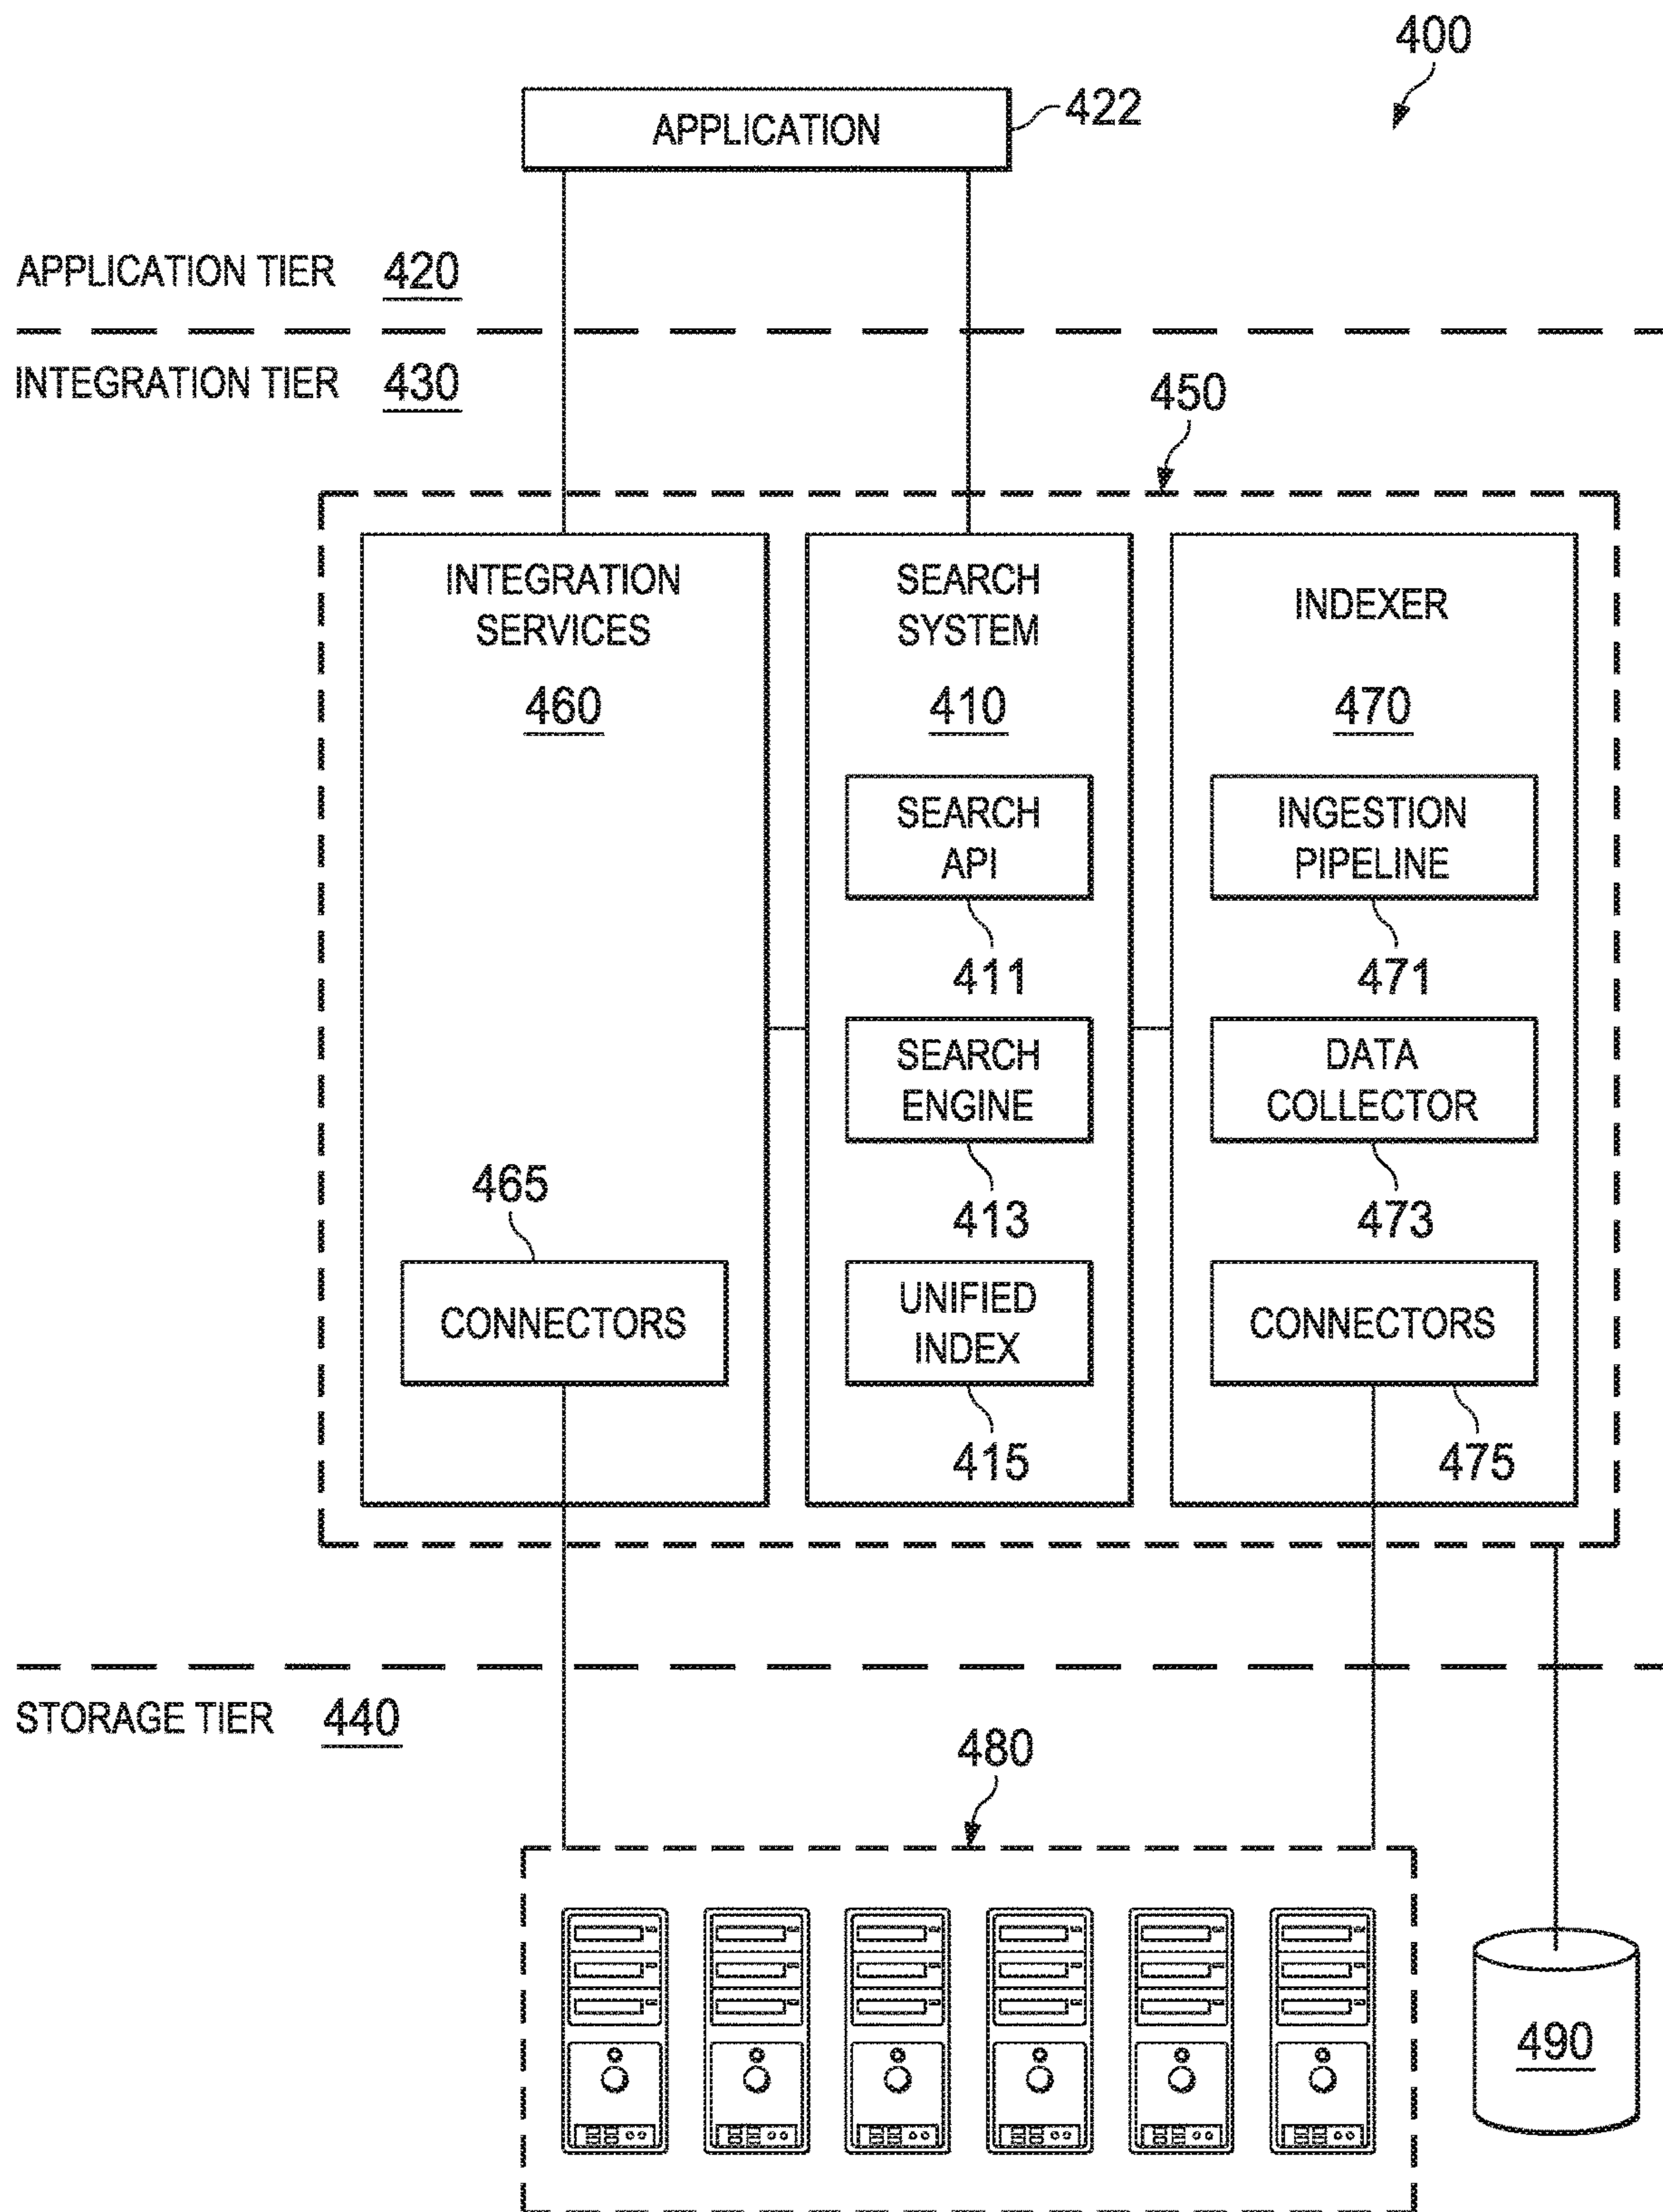 400
APPLICATION
422
APPLICATION TIER 420
INTEGRATION TIER 430
450
INTEGRATION
SERVICES
460
465
CONNECTORS
SEARCH
SYSTEM
410
SEARCH
API
411
SEARCH
ENGINE
413
UNIFIED
INDEX
415
INDEXER
470
INGESTION
PIPELINE
471
DATA
COLLECTOR
473
CONNECTORS
475
STORAGE TIER 440
480
490